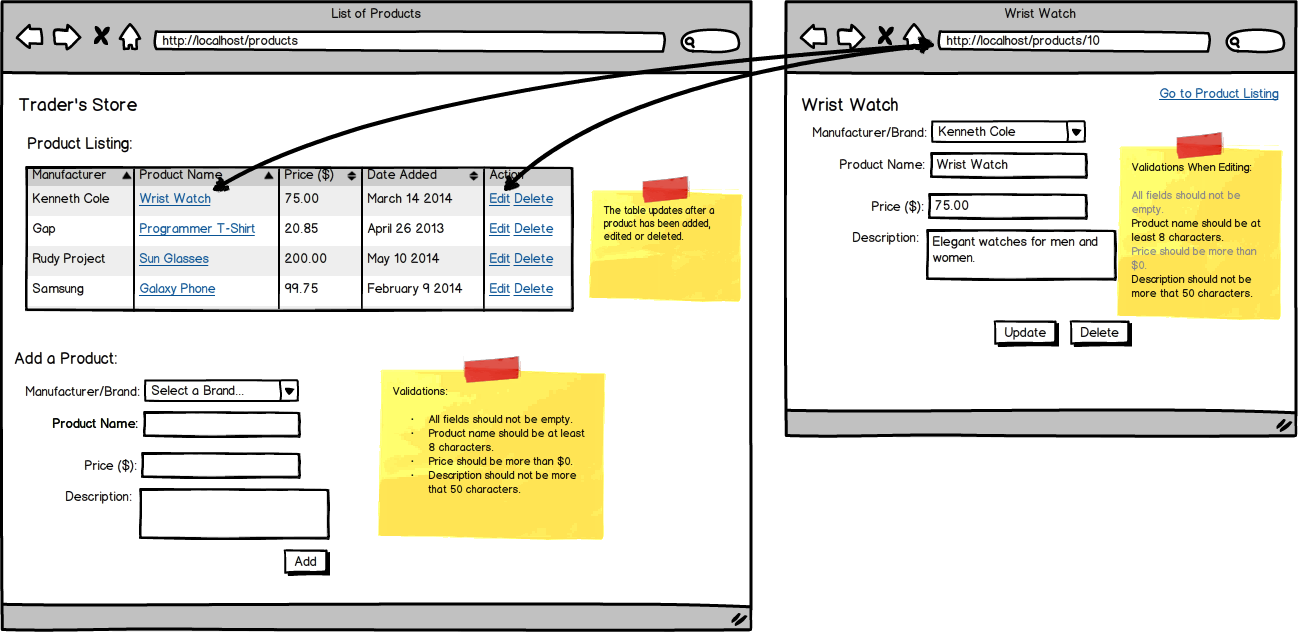 List of Products
http://localhost/products
Trader's Store
Product Listing:
Manufacturer Product Name Price ($) Date Added Action
Kenneth Cole Wrist Watch 75.00 March 14 2014 Edit Delete
Gap Programmer T-Shirt 20.85 April 26 2013 Edit Delete
Rudy Project Sun Glasses 200.00 May 10 2014 Edit Delete
Samsung Galaxy Phone 99.75 February 9 2014 Edit Delete
The table updates after a
product has been added,
edited or deleted.
Add a Product:
Manufacturer/Brand: Select a Brand...
Product Name:
Price ($):
Description:
Add
Validations:
· All fields should not be empty.
· Product name should be at least
8 characters.
· Price should be more than $0.
· Description should not be more
that 50 characters.
Wrist Watch
http://localhost/products/10
Go to Product Listing
Wrist Watch
Manufacturer/Brand: Kenneth Cole
Product Name: Wrist Watch
Price ($): 75.00
Description: Elegant watches for men and
women.
Update Delete
Validations When Editing:
All fields should not be
empty.
Product name should be at
least 8 characters.
Price should be more than
$0.
Description should not be
more that 50 characters.